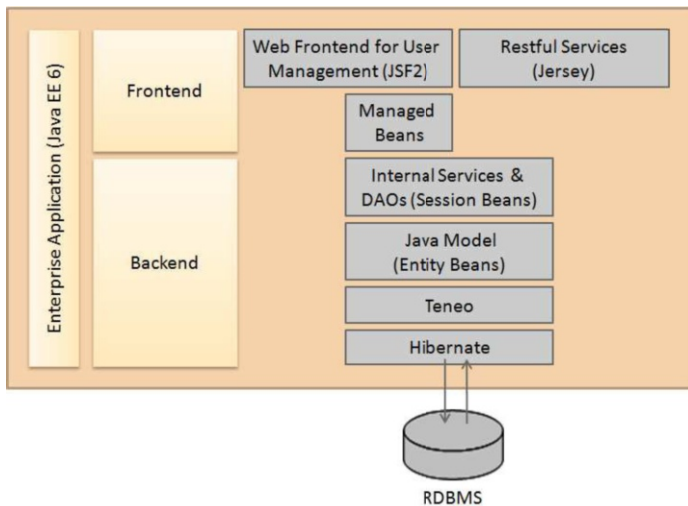 Enterprise Application (Java EE 6)
Frontend
Backend
Web Frontend for User
Management (JSF2)
Restful Services
(Jersey)
Managed
Beans
Internal Services &
DAOs (Session Beans)
Java Model
(Entity Beans)
Teneo
Hibernate
RDBMS